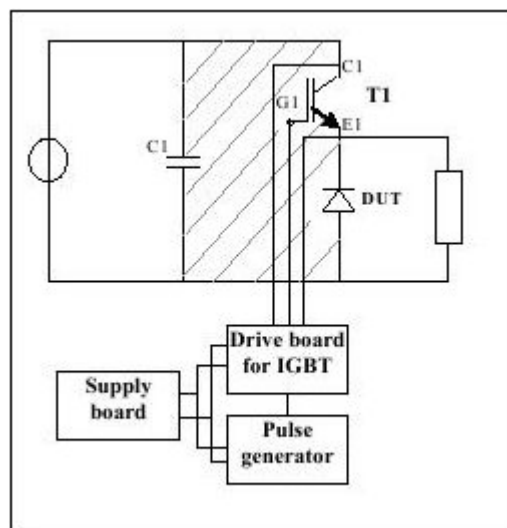 C1
T1
G1
E1
C1
DUT
Drive board
for IGBT
Supply
board
Pulse
generator